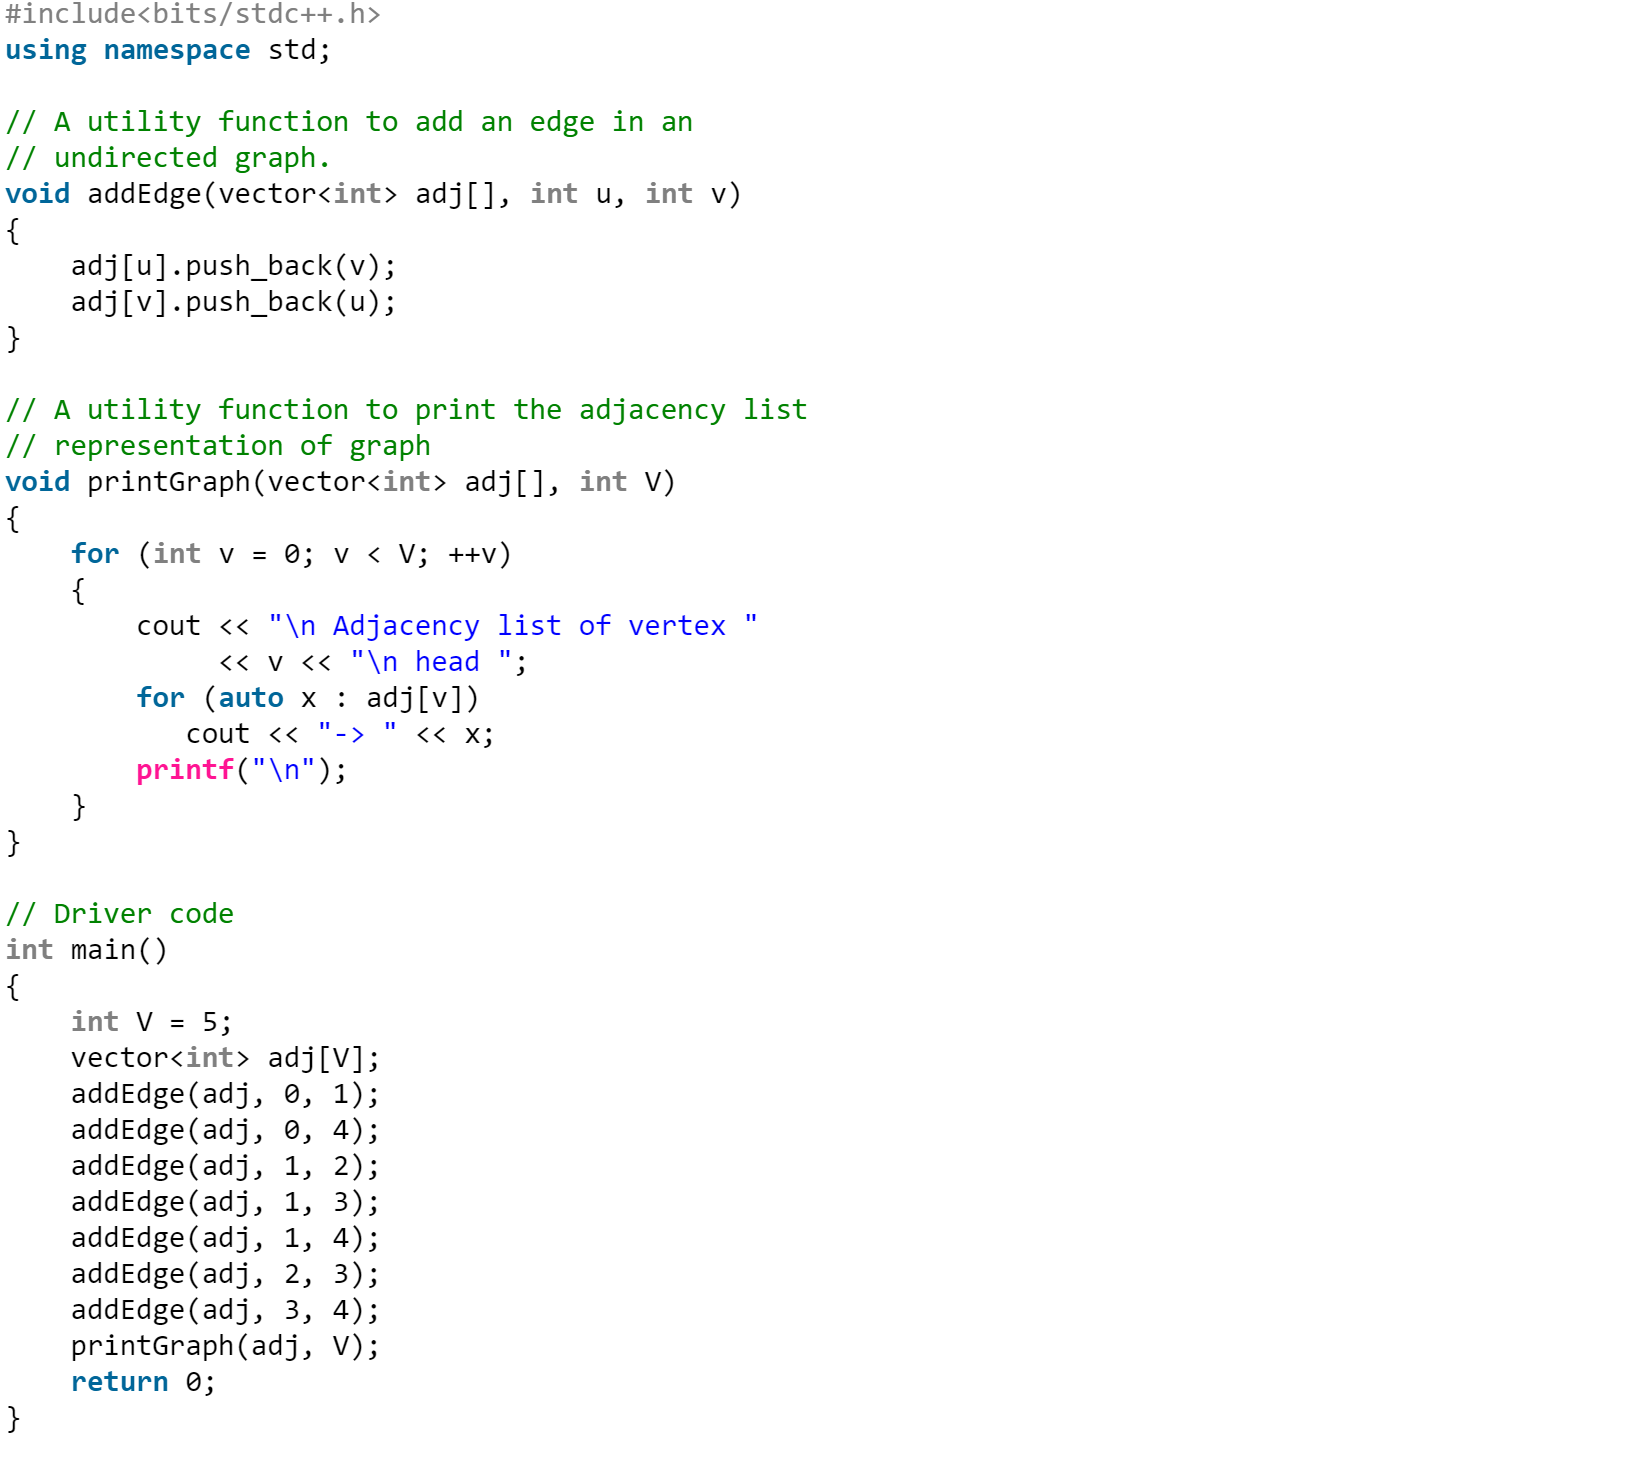 #include<bits/stdc++.h>
using namespace std;

// A utility function to add an edge in an
// undirected graph.
void addEdge(vector<int> adj[], int u, int v)
{
    adj[u].push_back(v);
    adj[v].push_back(u);
}

// A utility function to print the adjacency list
// representation of graph
void printGraph(vector<int> adj[], int V)
{
    for (int v = 0; v < V; ++v)
    {
        cout << "\n Adjacency list of vertex "
             << v << "\n head ";
        for (auto x : adj[v])
           cout << "-> " << x;
        printf("\n");
    }
}

// Driver code
int main()
{
    int V = 5;
    vector<int> adj[V];
    addEdge(adj, 0, 1);
    addEdge(adj, 0, 4);
    addEdge(adj, 1, 2);
    addEdge(adj, 1, 3);
    addEdge(adj, 1, 4);
    addEdge(adj, 2, 3);
    addEdge(adj, 3, 4);
    printGraph(adj, V);
    return 0;
}